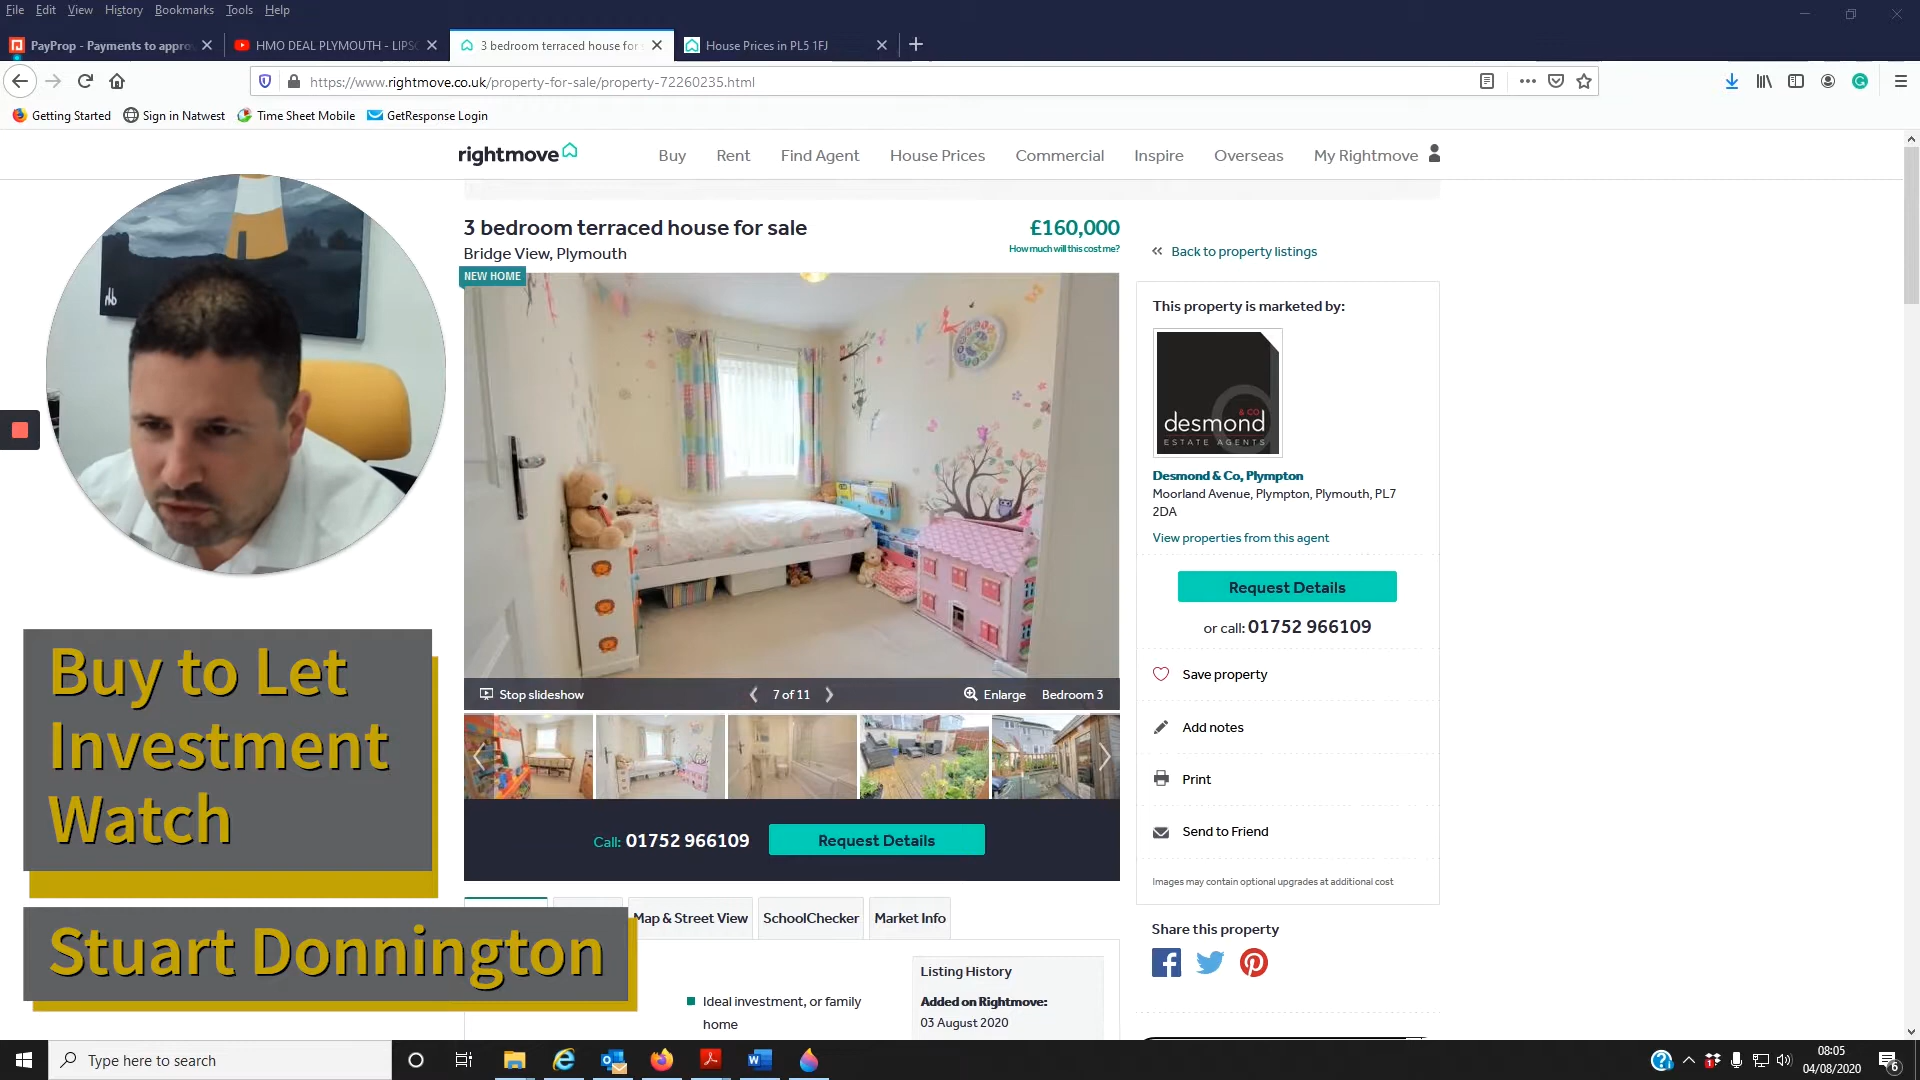 File Edit View History Bookmarks Tools Help
PayProp - Payments to appro
HMO DEAL PLYMOUTH - LIPSO
3 bedroom terraced house for
House Prices in PL5 1FJ
https://www.rightmove.co.uk/property-for-sale/property-72260235.html
Getting Started Sign in Natwest Time Sheet Mobile GetResponse Login
rightmove Buy Rent Find Agent House Prices Commercial Inspire Overseas My Rightmove
3 bedroom terraced house for sale
£160,000
Bridge View, Plymouth
How much will this cost me?
NEW HOME
Stop slideshow 7 of 11 Enlarge Bedroom 3
Call: 01752 966109 Request Details
Map & Street View SchoolChecker Market Info
Ideal investment, or family
home
Listing History
Added on Rightmove:
03 August 2020
Back to property listings
This property is marketed by:
& CO
desmond
ESTATE AGENTS
Desmond & Co, Plympton
Moorland Avenue, Plympton, Plymouth, PL7
2DA
View properties from this agent
Request Details
or call: 01752 966109
Save property
Add notes
Print
Send to Friend
Images may contain optional upgrades at additional cost
Share this property
Buy to Let
Investment
Watch
Stuart Donnington
Type here to search
08:05
04/08/2020
6